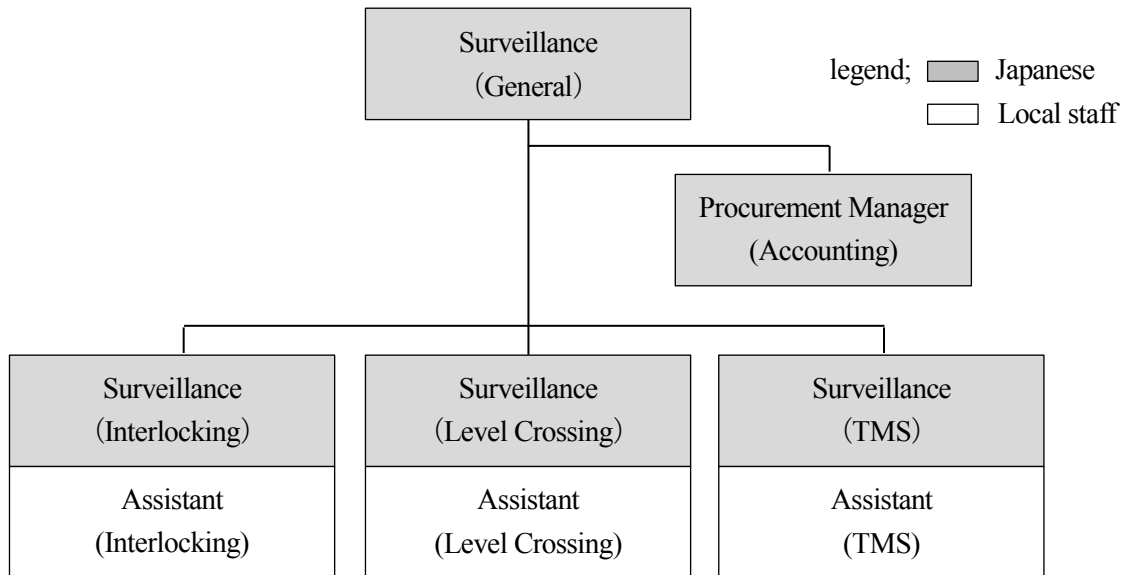 Surveillance
（General）
legend;
Japanese
Local staff
Procurement Manager
(Accounting)
Surveillance
（Interlocking）
Surveillance
（Level Crossing）
Surveillance
（TMS）
Assistant
(Interlocking)
Assistant
(Level Crossing)
Assistant
(TMS)